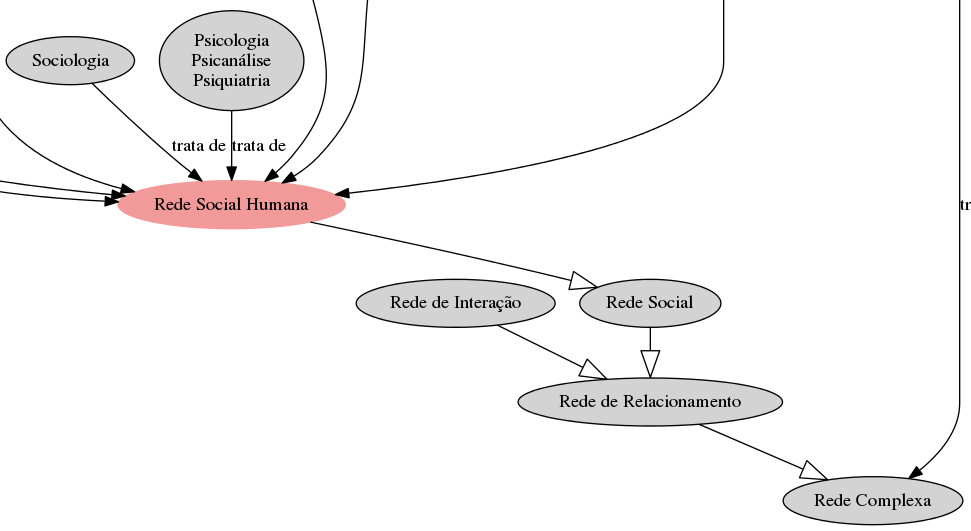 Psicologia
Psicanálise
Psiquiatria
Sociologia
trata de
trata de
Rede Social Humana
tr
Rede de Interação
Rede Social
Rede de Relacionamento
Rede Complexa